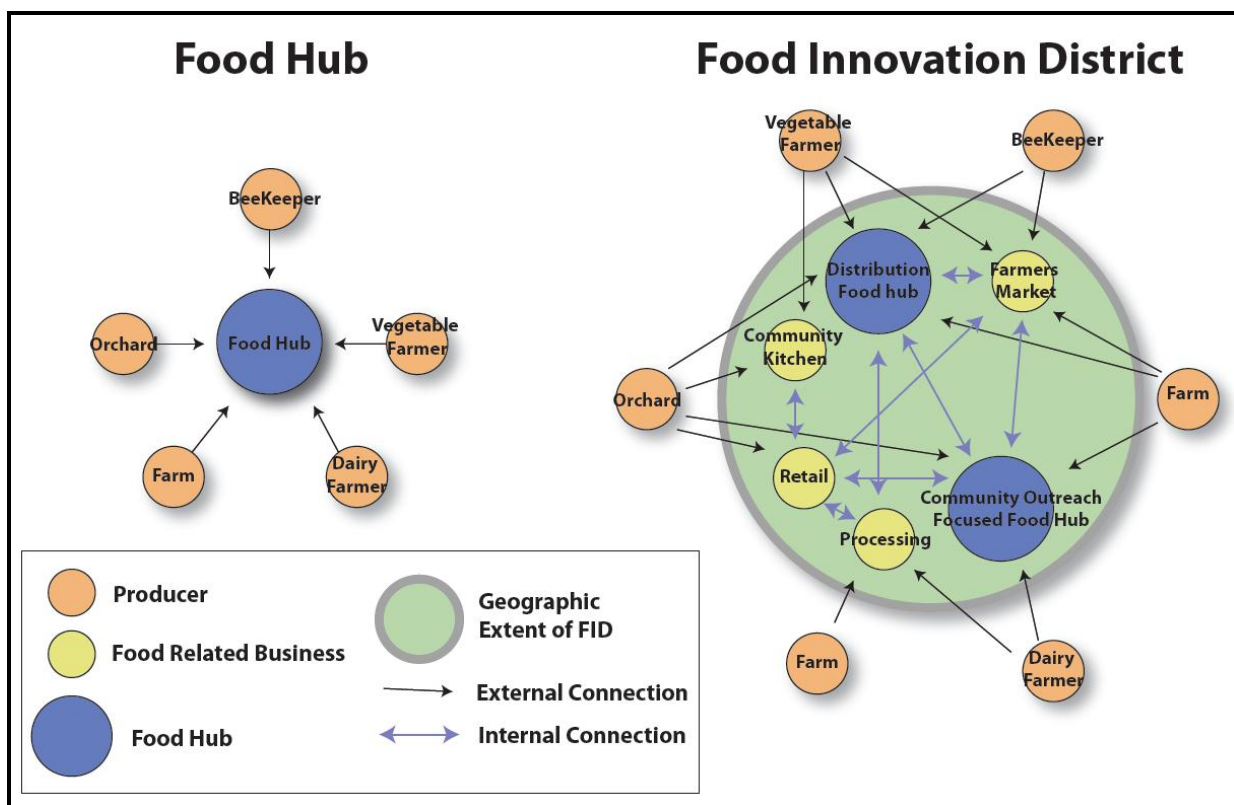 Food Hub
BeeKeeper
Orchard
Food Hub
Vegetable
Farmer
Farm
Dairy
Farmer
Food Innovation District
Vegetable
Farmer
BeeKeeper
Distribution
Food hub
Farmers
Market
Community
Kitchen
Orchard
Farm
Retail
Community Outreach
Focused Food Hub
Processing
Farm
Dairy
Farmer
Producer
Food Related Business
Food Hub
Geographic
Extent of FID
External Connection
Internal Connection